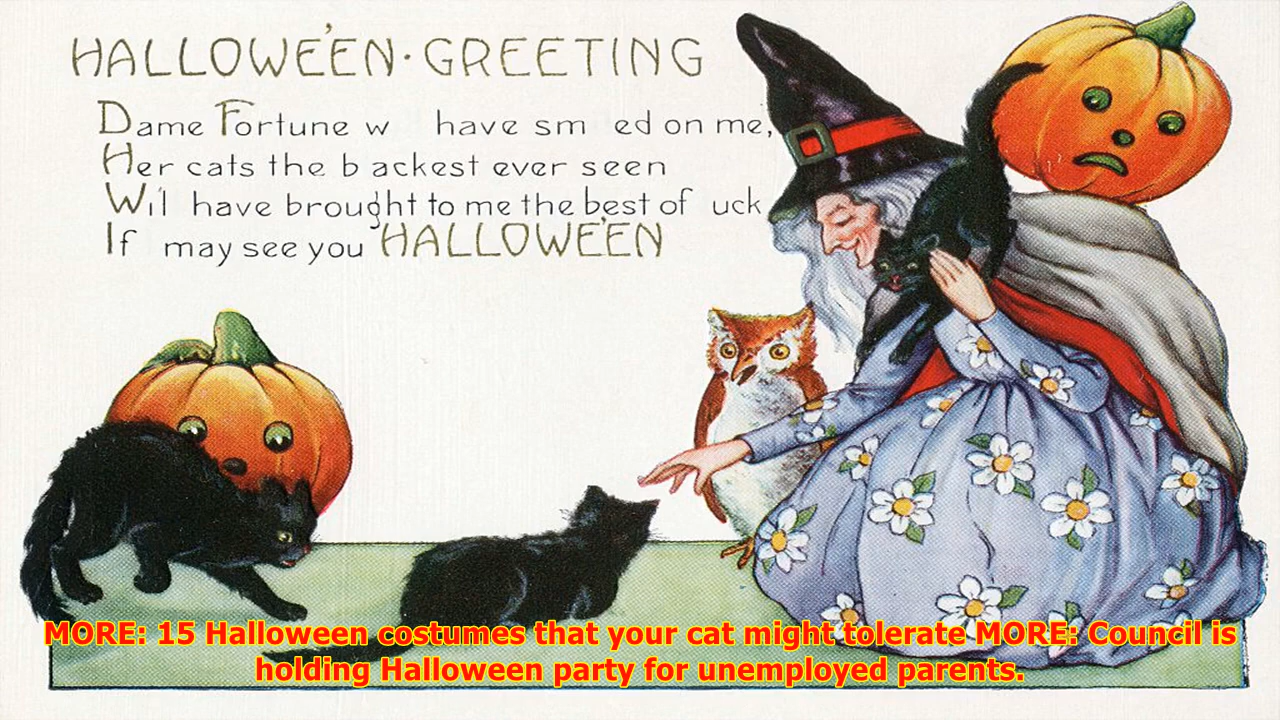 HALLOWE'EN · GREETING
Dame Fortune w have sm ed on me,
Her cats the b ackest ever seen
Wil have brought to me the best of uck
If may see you HALLOWE'EN
MORE: 15 Halloween costumes that your cat might tolerate MORE: Council is
holding Halloween party for unemployed parents.